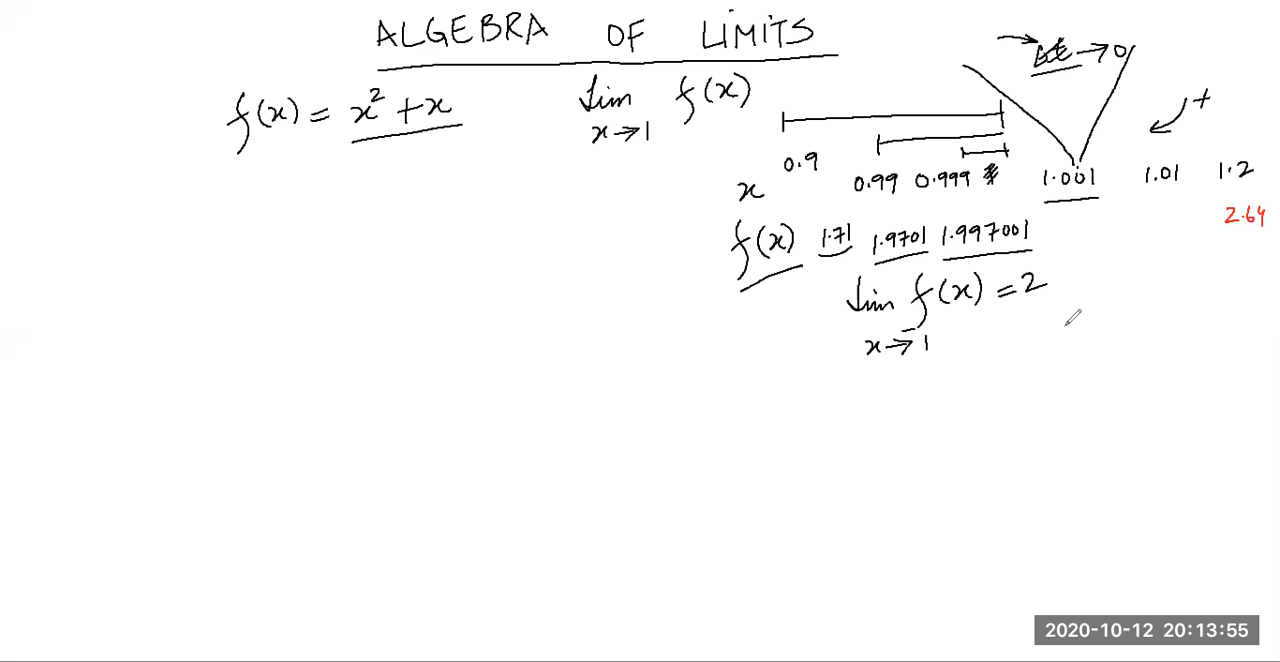 ALGEBRA OF LIMITS
f(x) = x² + x lim x→1 f(x)
→ 0
+
x 0.9 0.99 0.999 1.001 1.01 1.2
2.64
f(x) 1.71 1.9701 1.997001
lim x→1⁻ f(x) = 2
2020-10-12 20:13:55